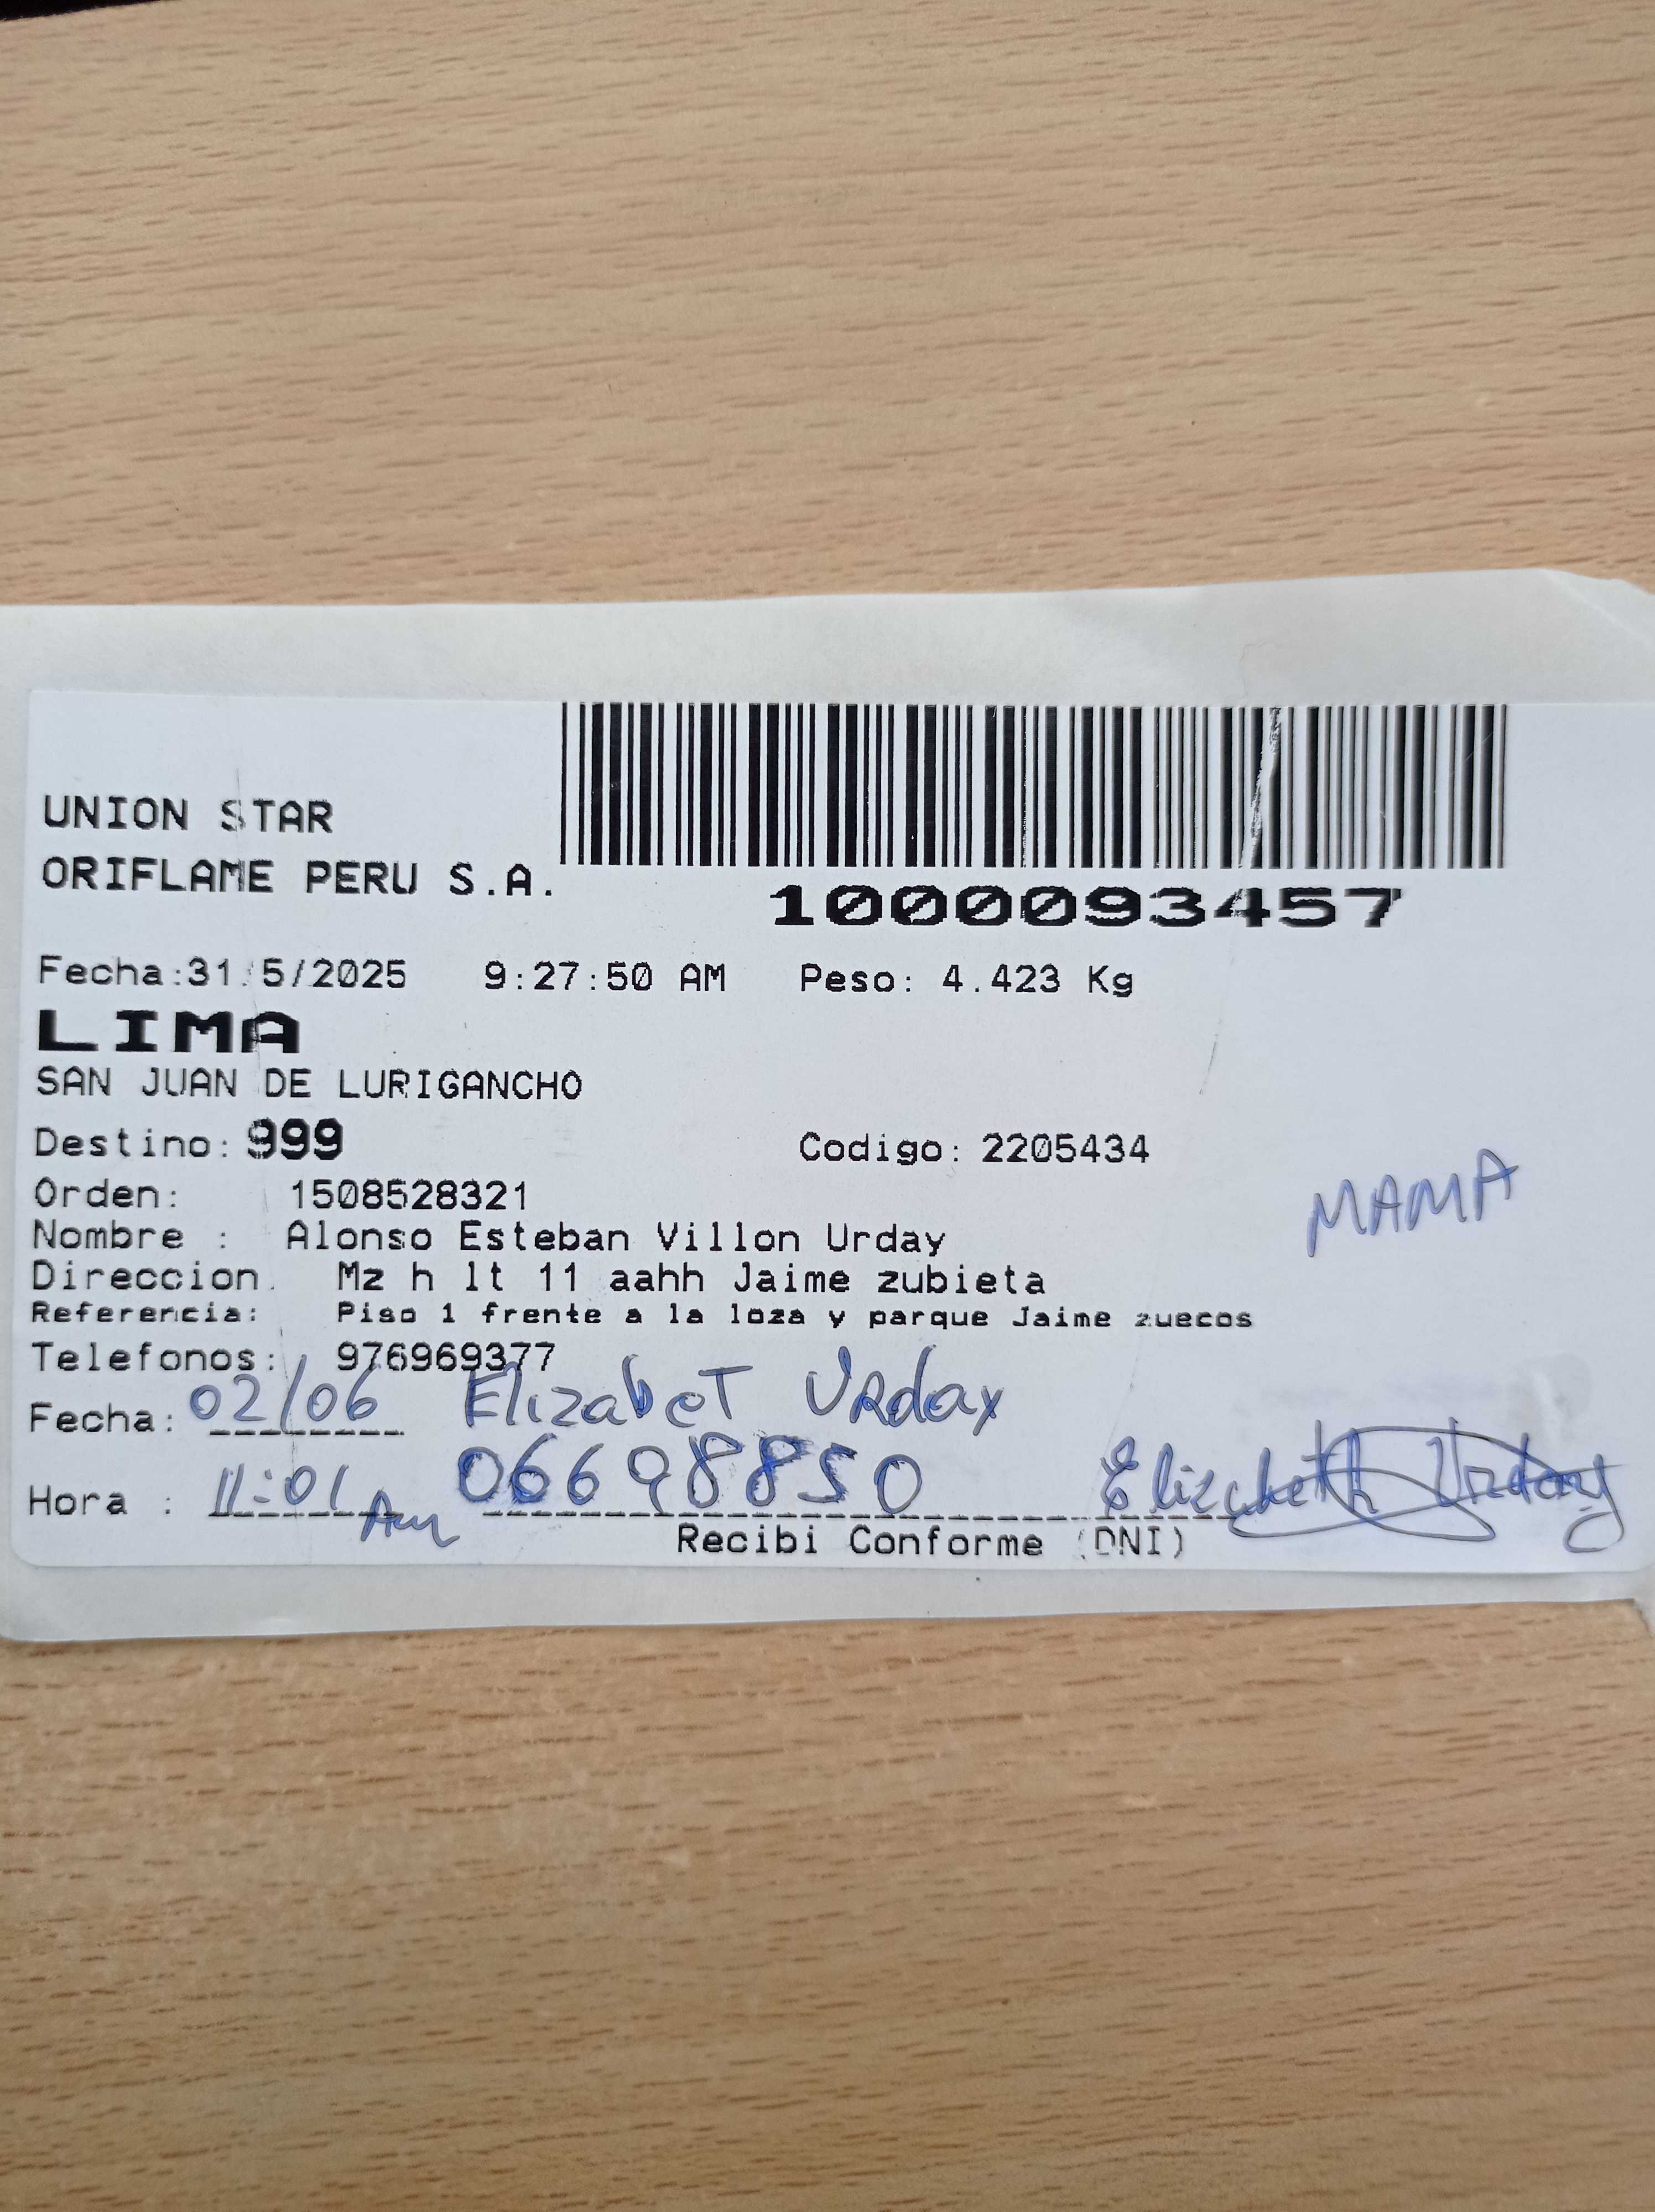 UNION STAR
ORIFLAME PERU S.A.
1000093457
Fecha:31/5/2025 9:27:50 AM Peso: 4.423 Kg
LIMA
SAN JUAN DE LURIGANCHO
Destino: 999 Codigo: 2205434
Orden: 1508528321
MAMA
Nombre : Alonso Esteban Villon Urday
Direccion. Mz h lt 11 aahh Jaime zubieta
Referencia: Piso 1 frente a la loza y parque Jaime zuecos
Telefonos: 976969377
Fecha: 02/06 Elizabet Urday
Hora : 11:01 Am 06698850 Elizabeth Urday
Recibi Conforme (DNI)